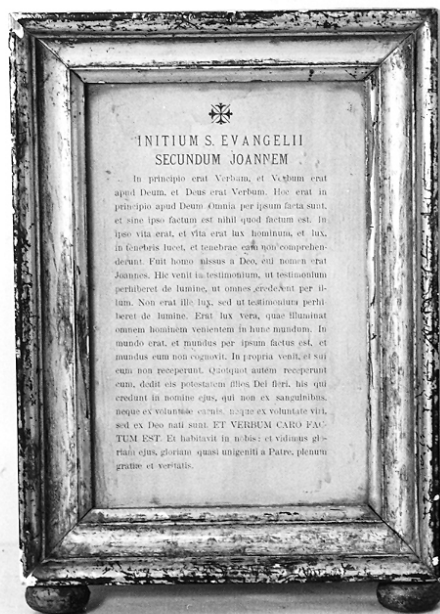 INITIUM S. EVANGELII
SECUNDUM JOANNEM
In principio erat Verbum, et Verbum erat
apud Deum, et Deus erat Verbum. Hoc erat in
principio apud Deum. Omnia per ipsum facta sunt,
et sine ipso factum est nihil quod factum est. In
ipso vita erat, et vita erat lux hominum, et lux
in tenebris lucet, et tenebrae eam non comprehen-
derunt. Fuit homo missus a Deo, cui nomen erat
Joannes. Hic venit in testimonium, ut testimonium
perhiberet de lumine, ut omnes crederent per il-
lum. Non erat ille lux, sed ut testimonium perhi-
beret de lumine. Erat lux vera, quae illuminat
omnem hominem venientem in hunc mundum. In
mundo erat, et mundus per ipsum factus est, et
mundus eum non cognovit. In propria venit, et sui
eum non receperunt. Quotquot autem receperunt
eum, dedit eis potestatem filios Dei fieri, his qui
credunt in nomine ejus, qui non ex sanguinibus,
neque ex voluntate carnis, neque ex voluntate viri,
sed ex Deo nati sunt. ET VERBUM CARO FAC-
TUM EST. Et habitavit in nobis; et vidimus glo-
riam ejus, gloriam quasi unigeniti a Patre, plenum
gratiæ et veritatis.